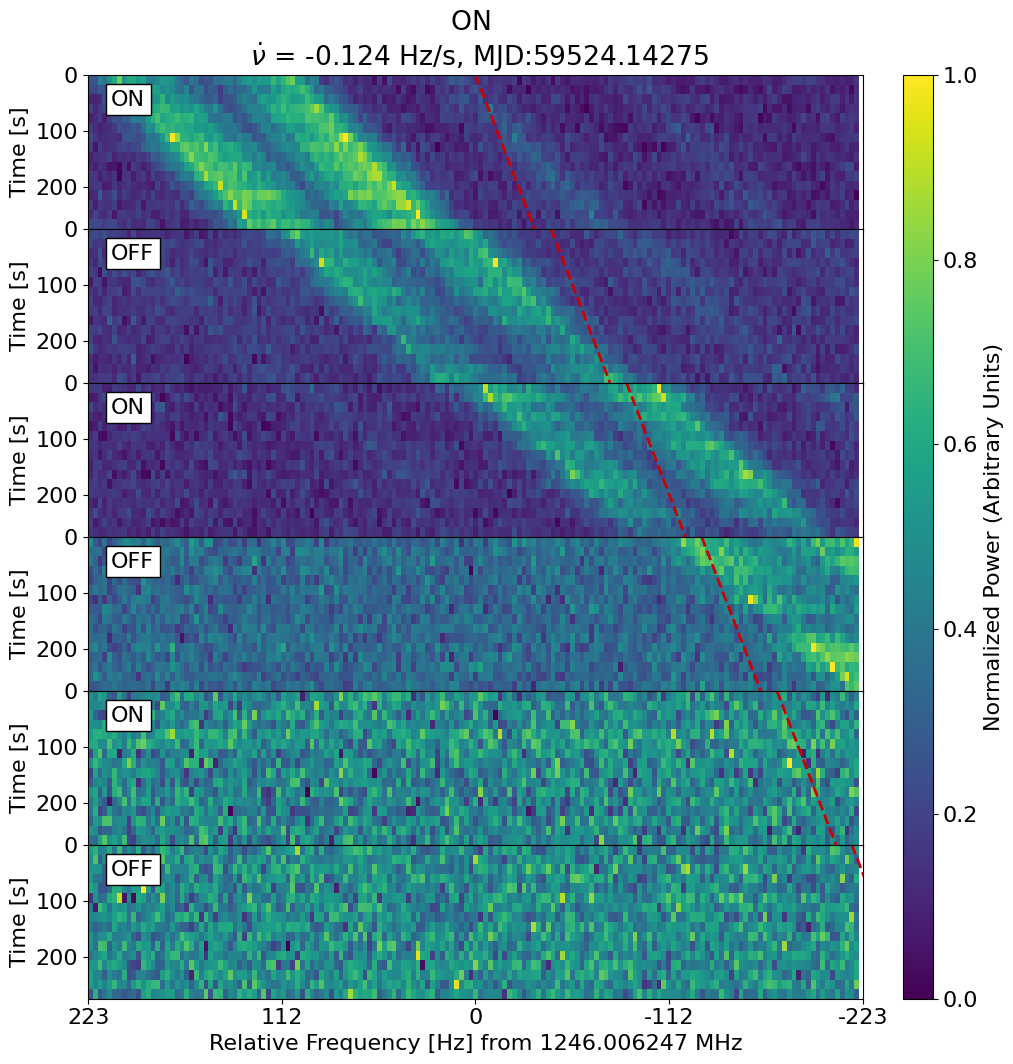 ON
ν̇ = -0.124 Hz/s, MJD:59524.14275
0
100
200
Time [s]
ON
0
100
200
Time [s]
OFF
0
100
200
Time [s]
ON
0
100
200
Time [s]
OFF
0
100
200
Time [s]
ON
0
100
200
Time [s]
OFF
223 112 0 -112 -223
Relative Frequency [Hz] from 1246.006247 MHz
1.0
0.8
0.6
0.4
0.2
0.0
Normalized Power (Arbitrary Units)